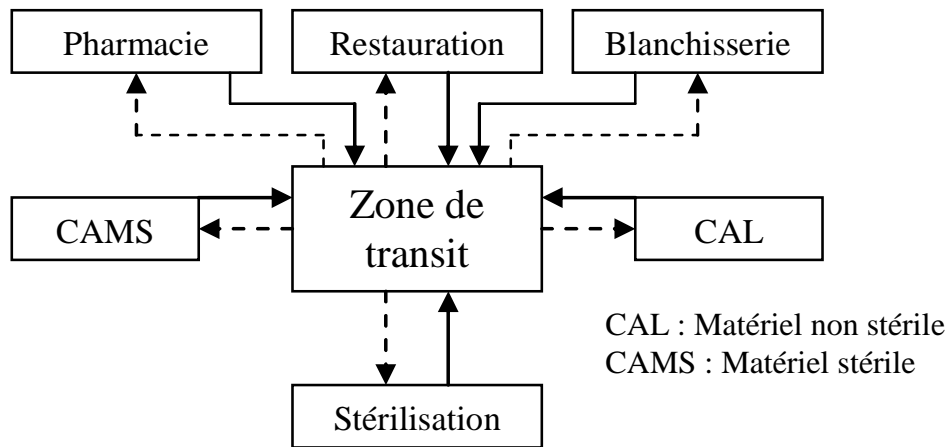 Pharmacie
Restauration
Blanchisserie
CAMS
Zone de
transit
CAL
CAL : Matériel non stérile
CAMS : Matériel stérile
Stérilisation